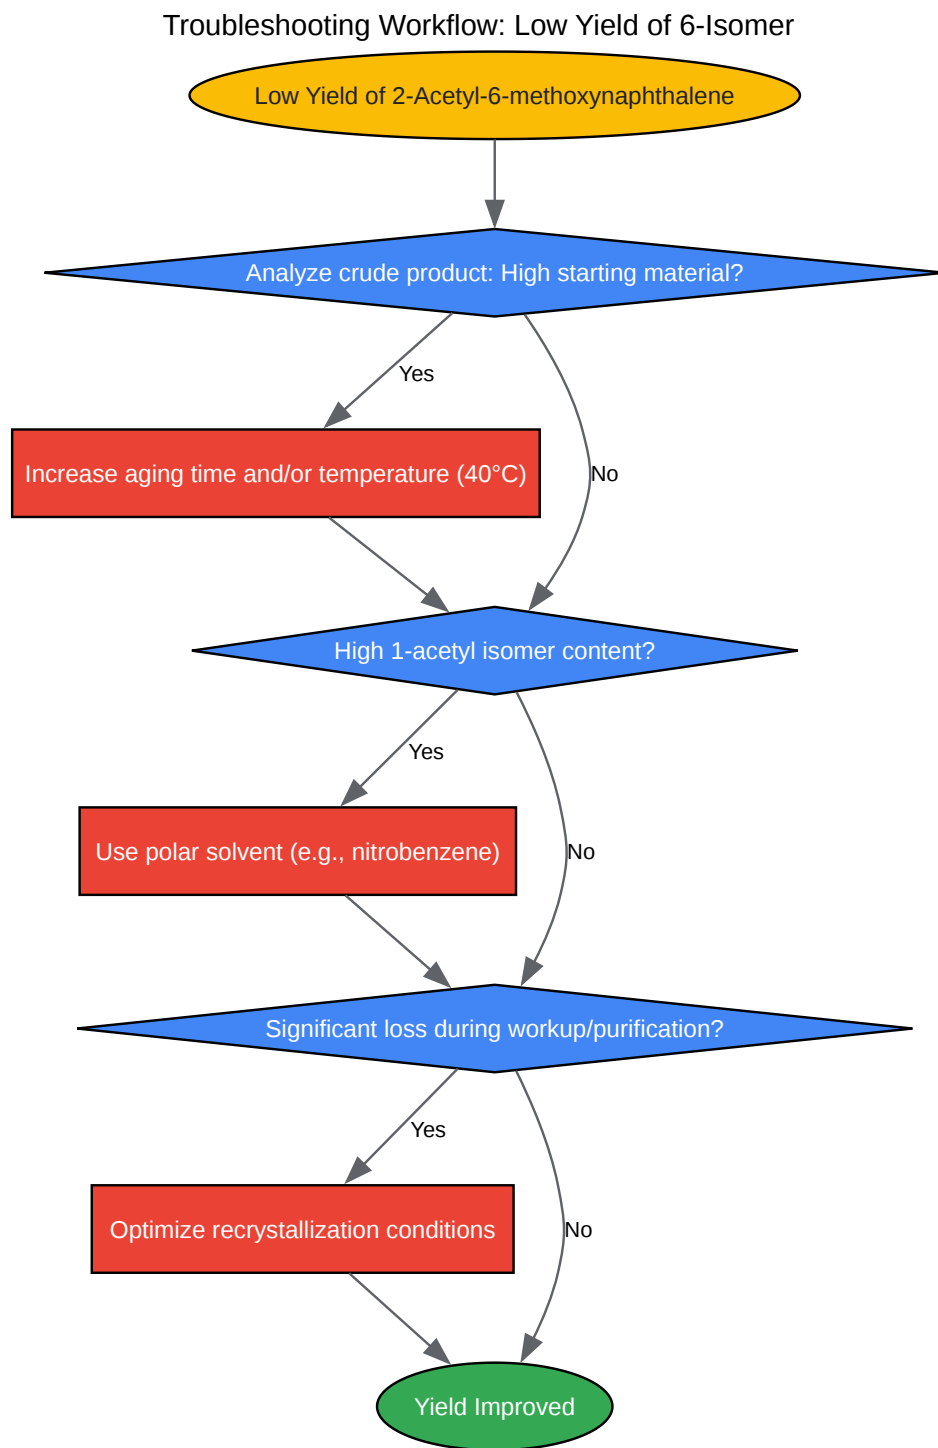 Troubleshooting Workflow: Low Yield of 6-Isomer
Low Yield of 2-Acetyl-6-methoxynaphthalene
Analyze crude product: High starting material?
Yes
Increase aging time and/or temperature (40°C)
No
High 1-acetyl isomer content?
Yes
Use polar solvent (e.g., nitrobenzene)
No
Significant loss during workup/purification?
Yes
Optimize recrystallization conditions
No
Yield Improved